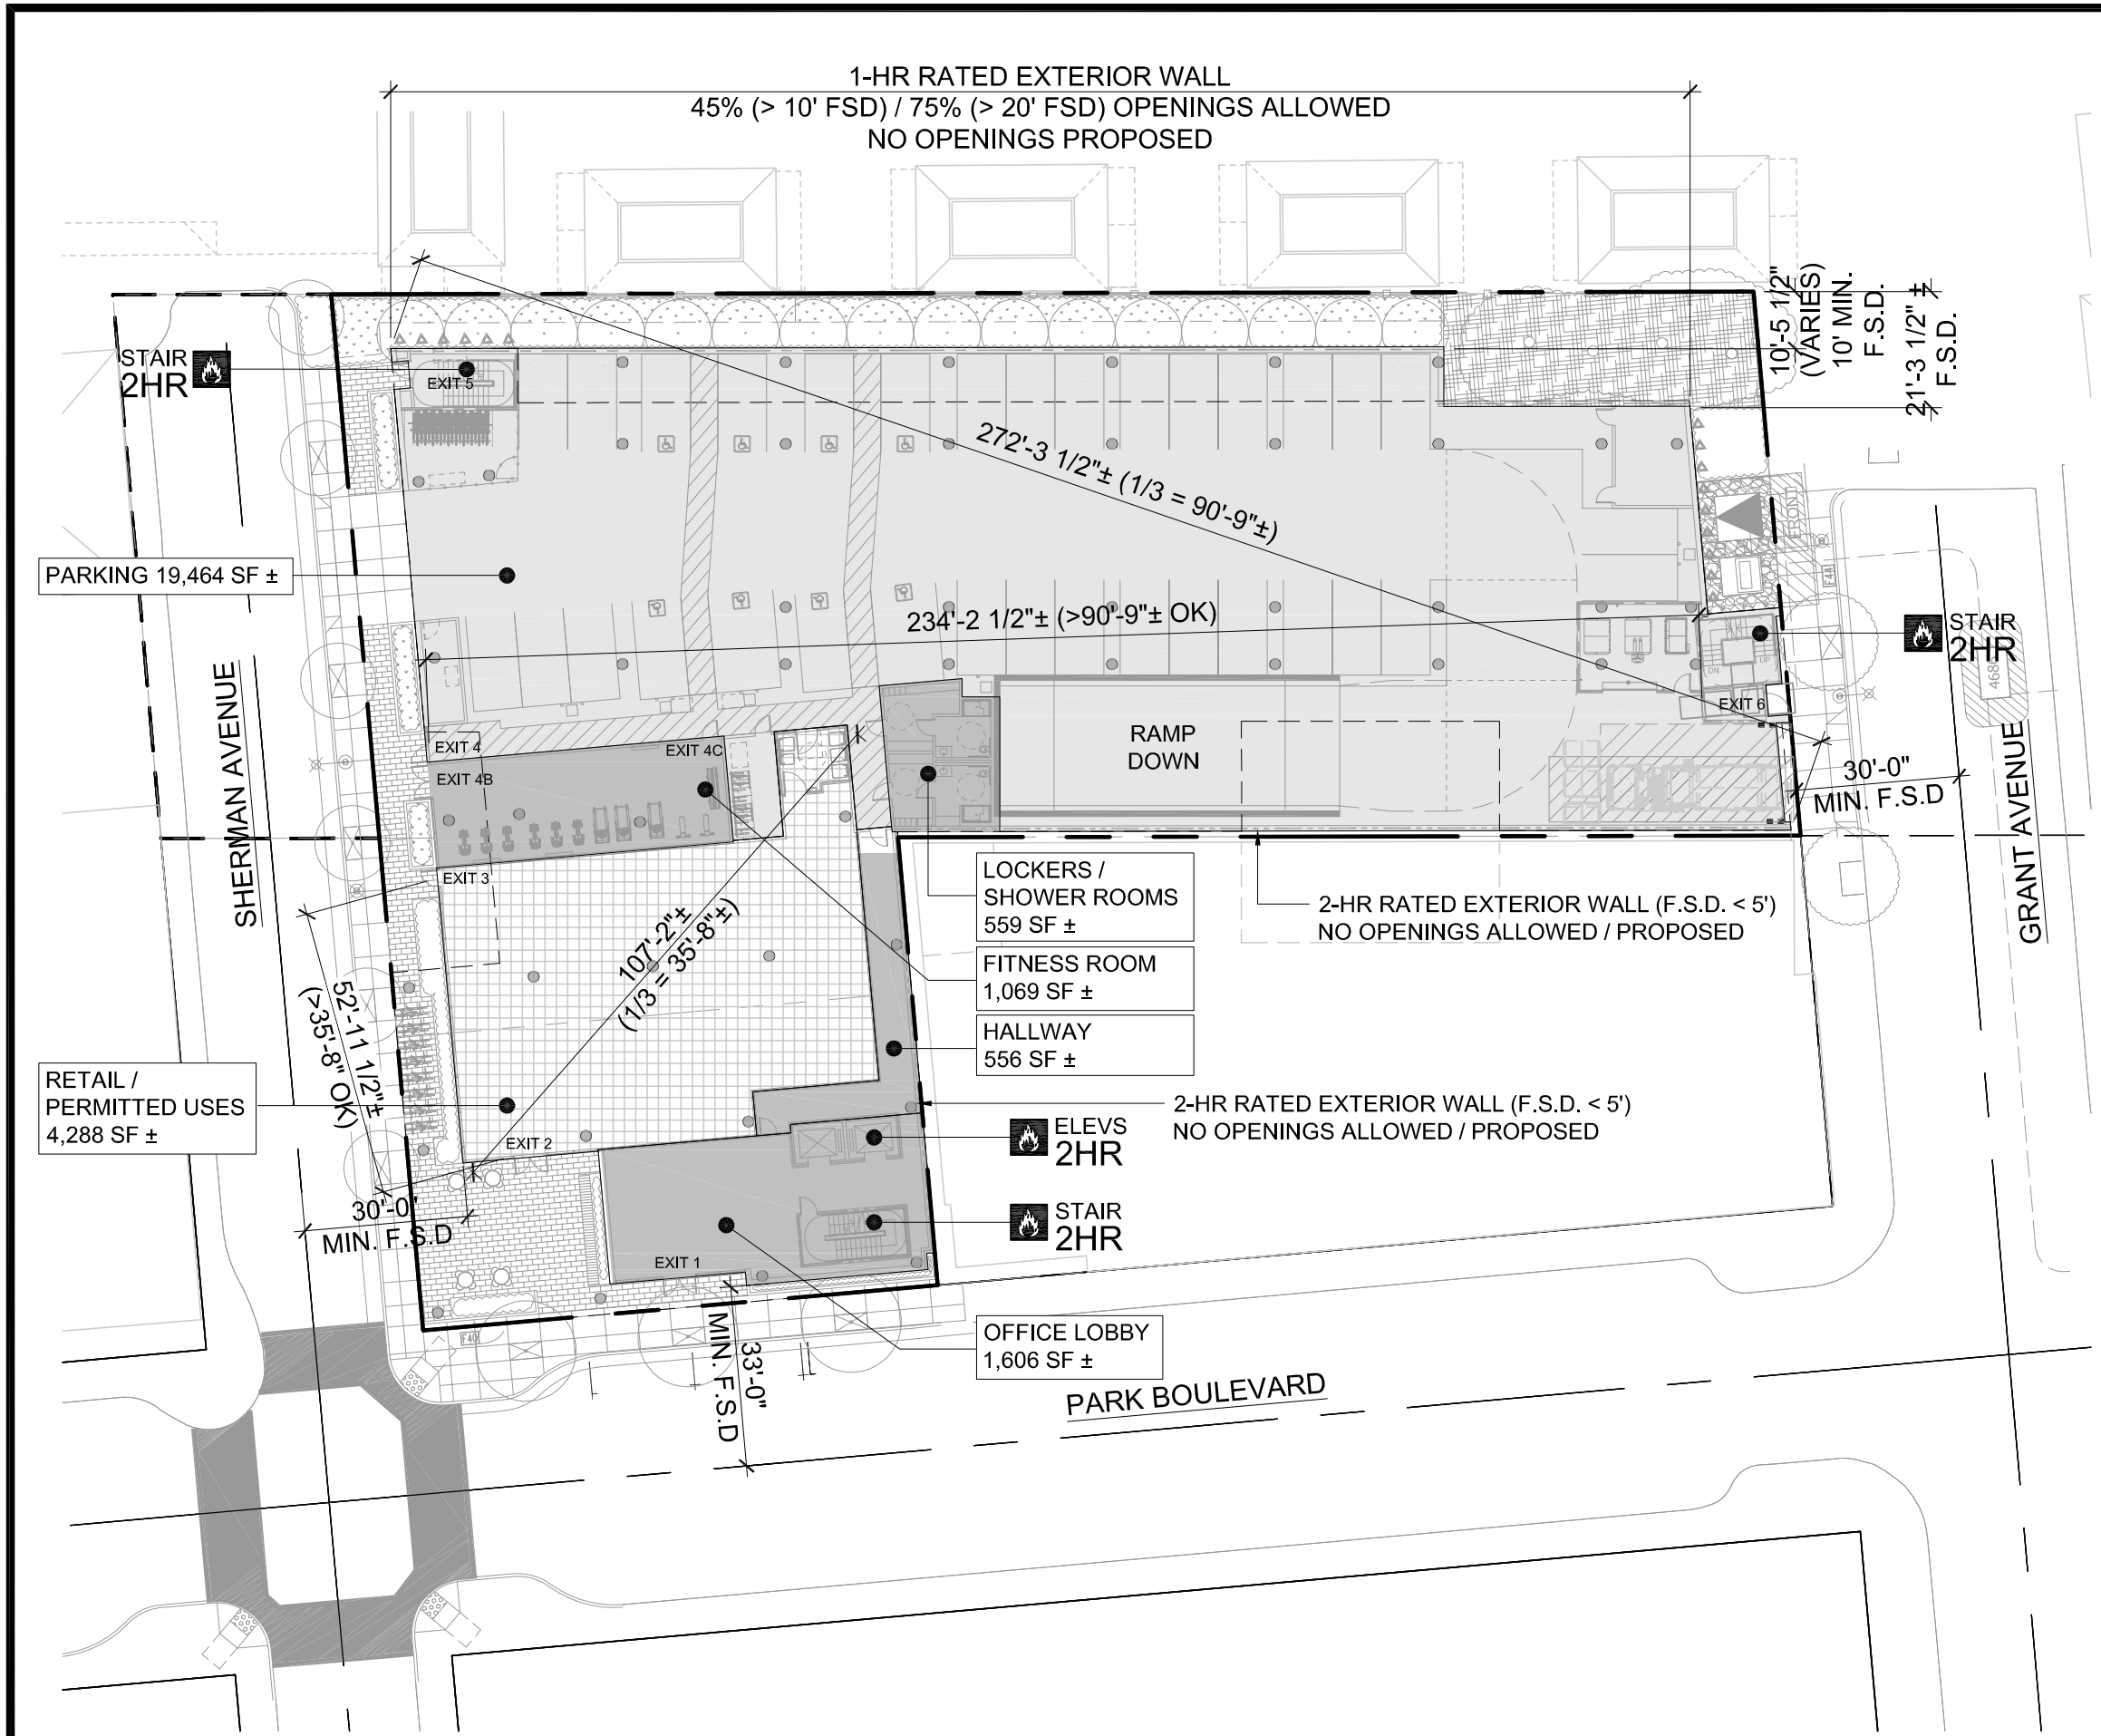 1-HR RATED EXTERIOR WALL
45% (> 10' FSD) / 75% (> 20' FSD) OPENINGS ALLOWED
NO OPENINGS PROPOSED
10'-5 1/2"
(VARIES)
10' MIN.
F.S.D.
21'-3 1/2" ±
F.S.D.
STAIR
2HR
EXIT 5
272'-3 1/2"± (1/3 = 90'-9"±)
FRONT
F44
PARKING 19,464 SF ±
234'-2 1/2"± (>90'-9"± OK)
STAIR
2HR
UP
DN
EXIT 6
SHERMAN AVENUE
RAMP
DOWN
EXIT 4
EXIT 4C
EXIT 4B
30'-0"
MIN. F.S.D
GRANT AVENUE
EXIT 3
LOCKERS /
SHOWER ROOMS
559 SF ±
2-HR RATED EXTERIOR WALL (F.S.D. < 5')
NO OPENINGS ALLOWED / PROPOSED
107'-2"±
(1/3 = 35'-8"±)
FITNESS ROOM
1,069 SF ±
52'-11 1/2"±
(>35'-8" OK)
HALLWAY
556 SF ±
RETAIL /
PERMITTED USES
4,288 SF ±
2-HR RATED EXTERIOR WALL (F.S.D. < 5')
NO OPENINGS ALLOWED / PROPOSED
ELEVS
2HR
EXIT 2
30'-0"
MIN. F.S.D
STAIR
2HR
EXIT 1
F40
33'-0"
MIN. F.S.D
OFFICE LOBBY
1,606 SF ±
PARK BOULEVARD